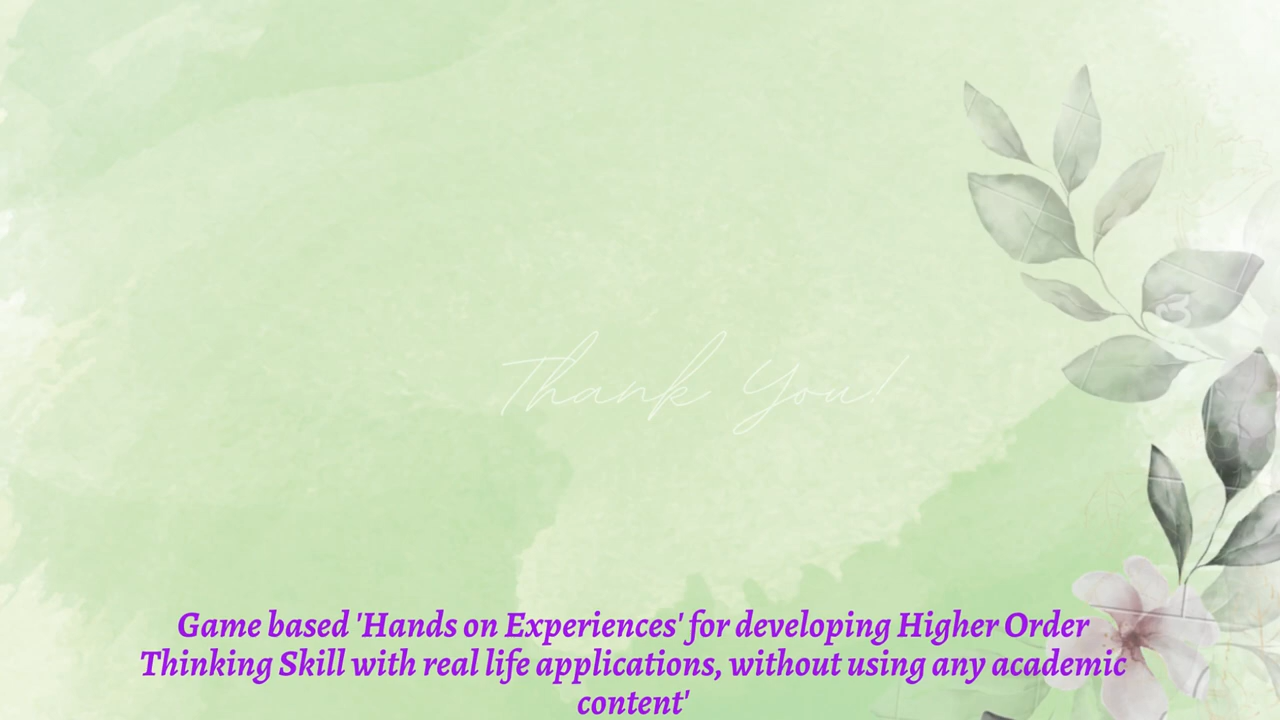 Thank You!
Game based 'Hands on Experiences' for developing Higher Order
Thinking Skill with real life applications, without using any academic
content'